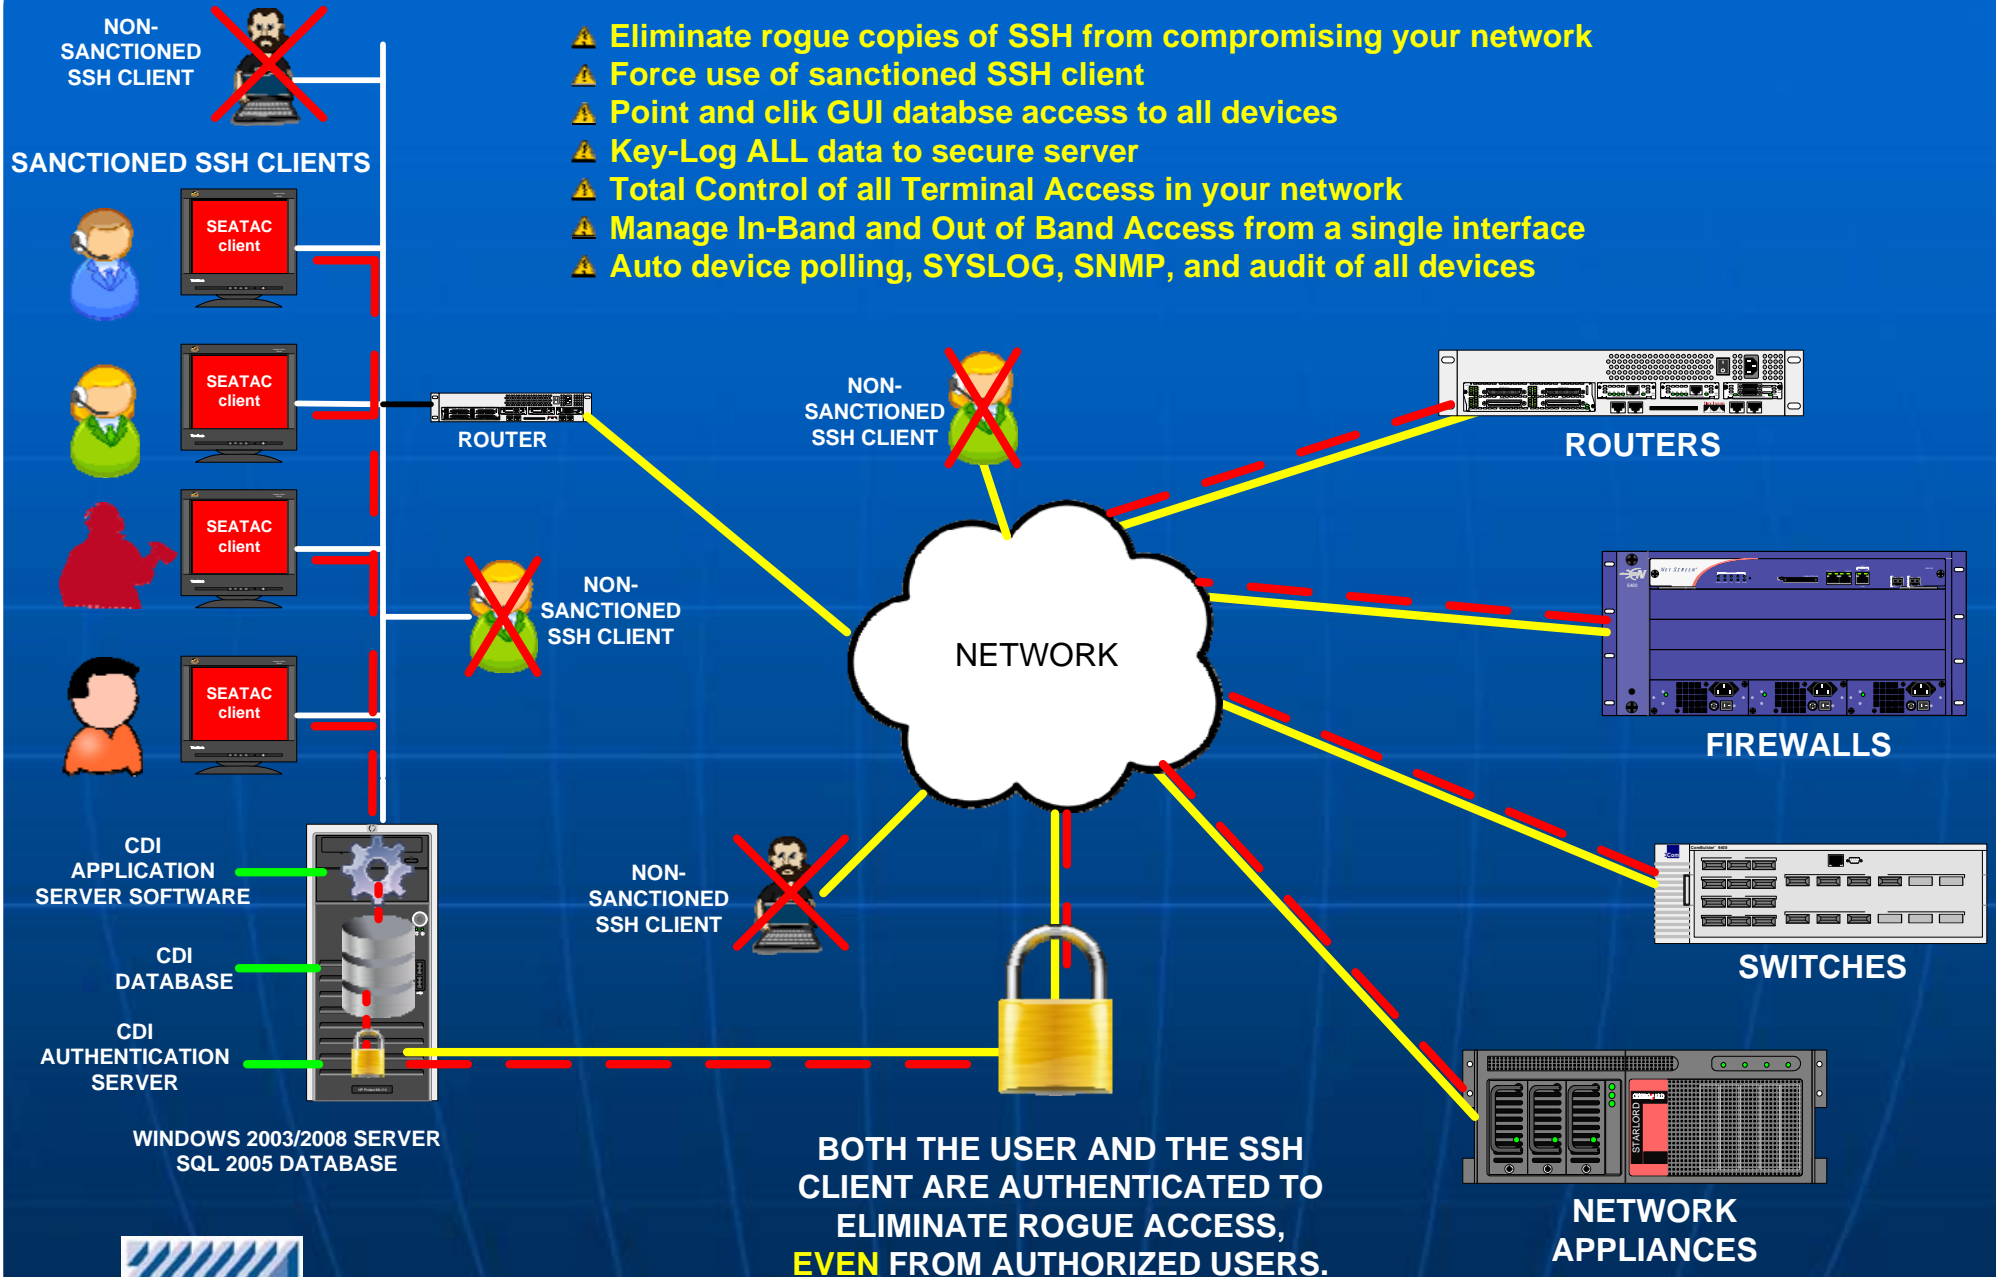 NON-
SANCTIONED
SSH CLIENT
Eliminate rogue copies of SSH from compromising your network
Force use of sanctioned SSH client
Point and clik GUI databse access to all devices
Key-Log ALL data to secure server
Total Control of all Terminal Access in your network
Manage In-Band and Out of Band Access from a single interface
Auto device polling, SYSLOG, SNMP, and audit of all devices
SANCTIONED SSH CLIENTS
SEATAC
client
SEATAC
client
SEATAC
client
SEATAC
client
ROUTER
NON-
SANCTIONED
SSH CLIENT
ROUTERS
NON-
SANCTIONED
SSH CLIENT
NETWORK
NET SCREEN
FIREWALLS
CDI
APPLICATION
SERVER SOFTWARE
NON-
SANCTIONED
SSH CLIENT
3Com
SWITCHES
CDI
DATABASE
CDI
AUTHENTICATION
SERVER
STARLORD
WINDOWS 2003/2008 SERVER
SQL 2005 DATABASE
BOTH THE USER AND THE SSH
CLIENT ARE AUTHENTICATED TO
ELIMINATE ROGUE ACCESS,
EVEN FROM AUTHORIZED USERS.
NETWORK
APPLIANCES